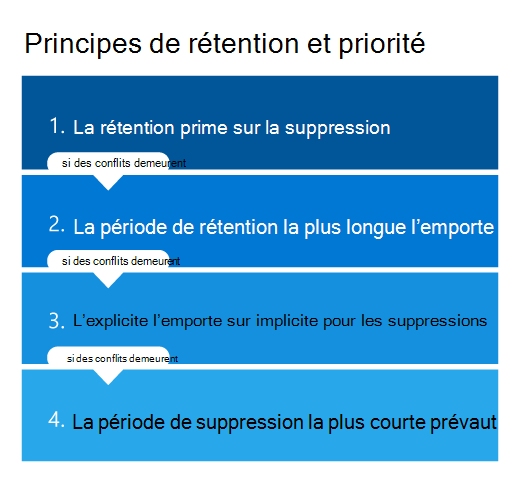 Principes de rétention et priorité
1. La rétention prime sur la suppression
si des conflits demeurent
2. La période de rétention la plus longue l’emporte
si des conflits demeurent
3. L’explicite l’emporte sur implicite pour les suppressions
si des conflits demeurent
4. La période de suppression la plus courte prévaut